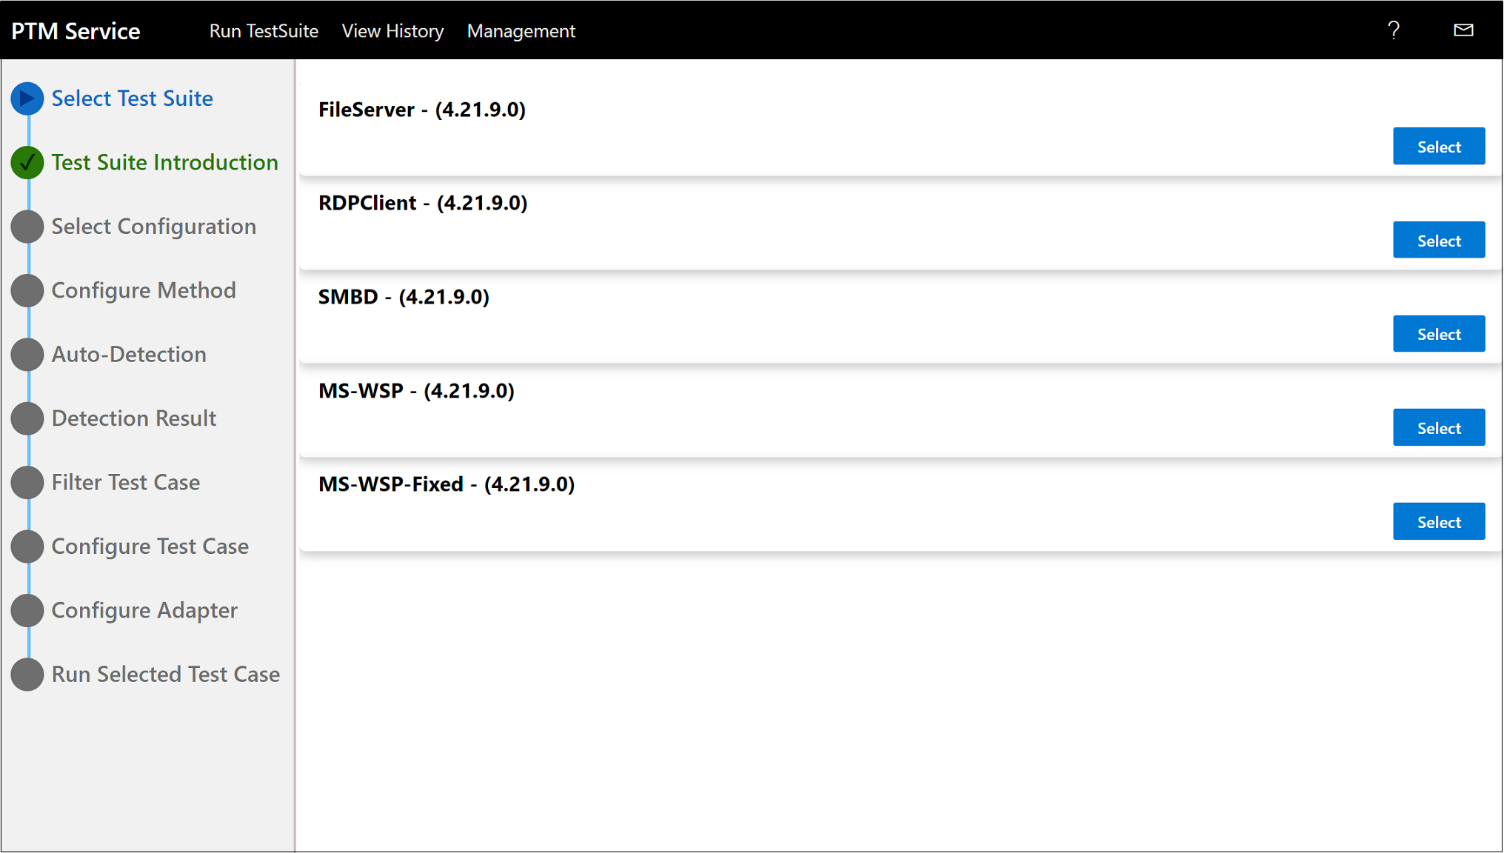 PTM Service Run TestSuite View History Management ?
Select Test Suite
Test Suite Introduction
Select Configuration
Configure Method
Auto-Detection
Detection Result
Filter Test Case
Configure Test Case
Configure Adapter
Run Selected Test Case
FileServer - (4.21.9.0)
Select
RDPClient - (4.21.9.0)
Select
SMBD - (4.21.9.0)
Select
MS-WSP - (4.21.9.0)
Select
MS-WSP-Fixed - (4.21.9.0)
Select